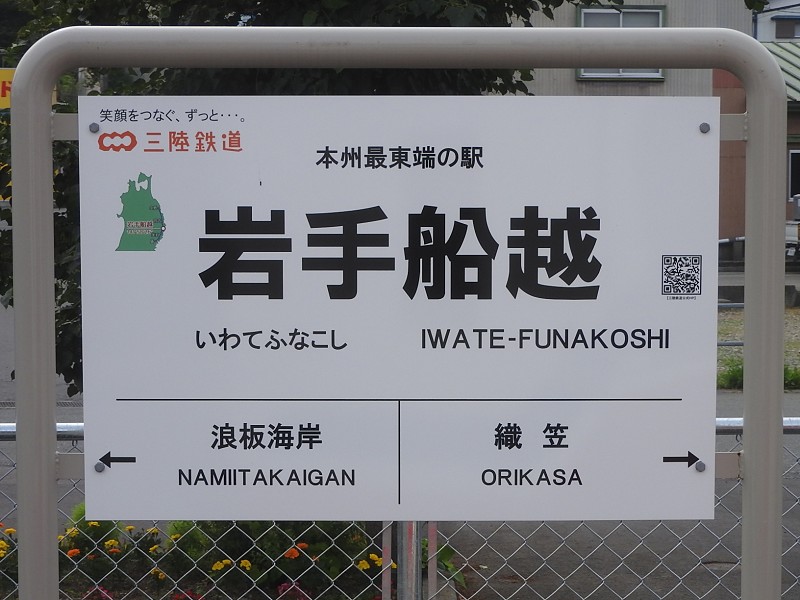 笑顔をつなぐ、ずっと・・・。
三陸鉄道
本州最東端の駅
岩手船越
いわてふなこし IWATE-FUNAKOSHI
浪板海岸 織笠
NAMIITAKAIGAN ORIKASA